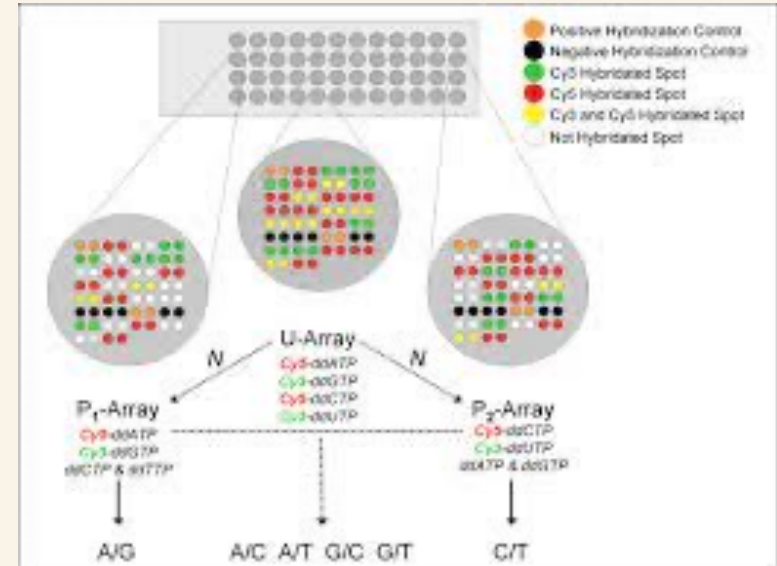 Positive Hybridization Control
Negative Hybridization Control
Cy3 Hybridated Spot
Cy5 Hybridated Spot
Cy3 and Cy5 Hybridated Spot
Not Hybridated Spot
U-Array
N
N
Cy5-ddATP
Cy3-ddGTP
Cy5-ddCTP
Cy3-ddUTP
P₁-Array
Cy5-ddATP
Cy3-ddGTP
ddCTP & ddTTP
P₂-Array
Cy5-ddCTP
Cy3-ddUTP
ddATP & ddGTP
A/G
A/C A/T G/C G/T
C/T